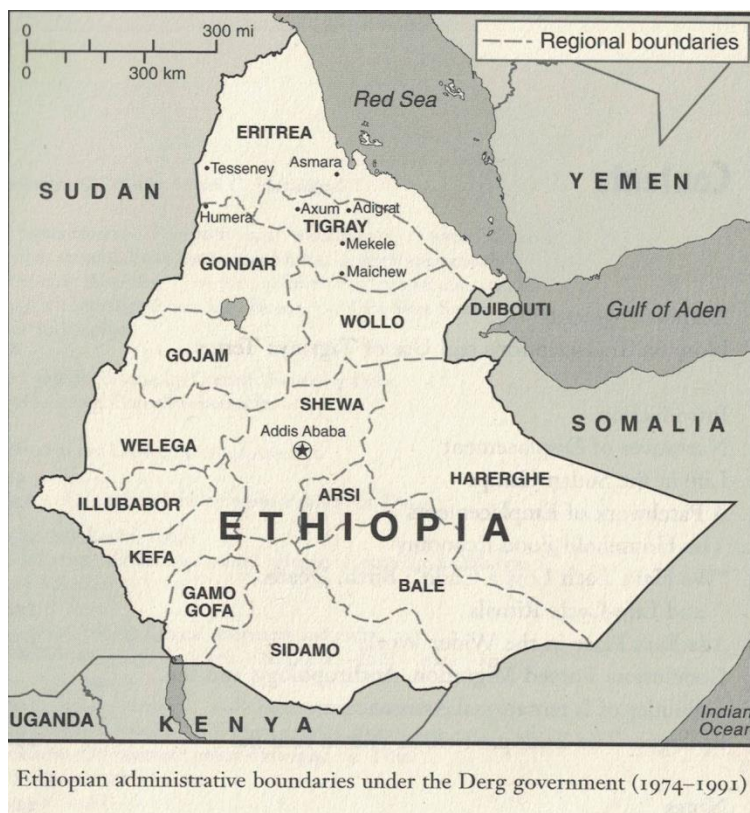 0 300 mi
0 300 km
Regional boundaries
Red Sea
ERITREA
Tesseney
Asmara
SUDAN
YEMEN
Humera
Axum
Adigrat
TIGRAY
Mekele
GONDAR
Maichew
DJIBOUTI
Gulf of Aden
WOLLO
GOJAM
SHEWA
SOMALIA
Addis Ababa
WELEGA
HARERGHE
ILLUBABOR
ARSI
ETHIOPIA
KEFA
BALE
GAMO
GOFA
SIDAMO
UGANDA
KENYA
Indian
Ocean
Ethiopian administrative boundaries under the Derg government (1974–1991)